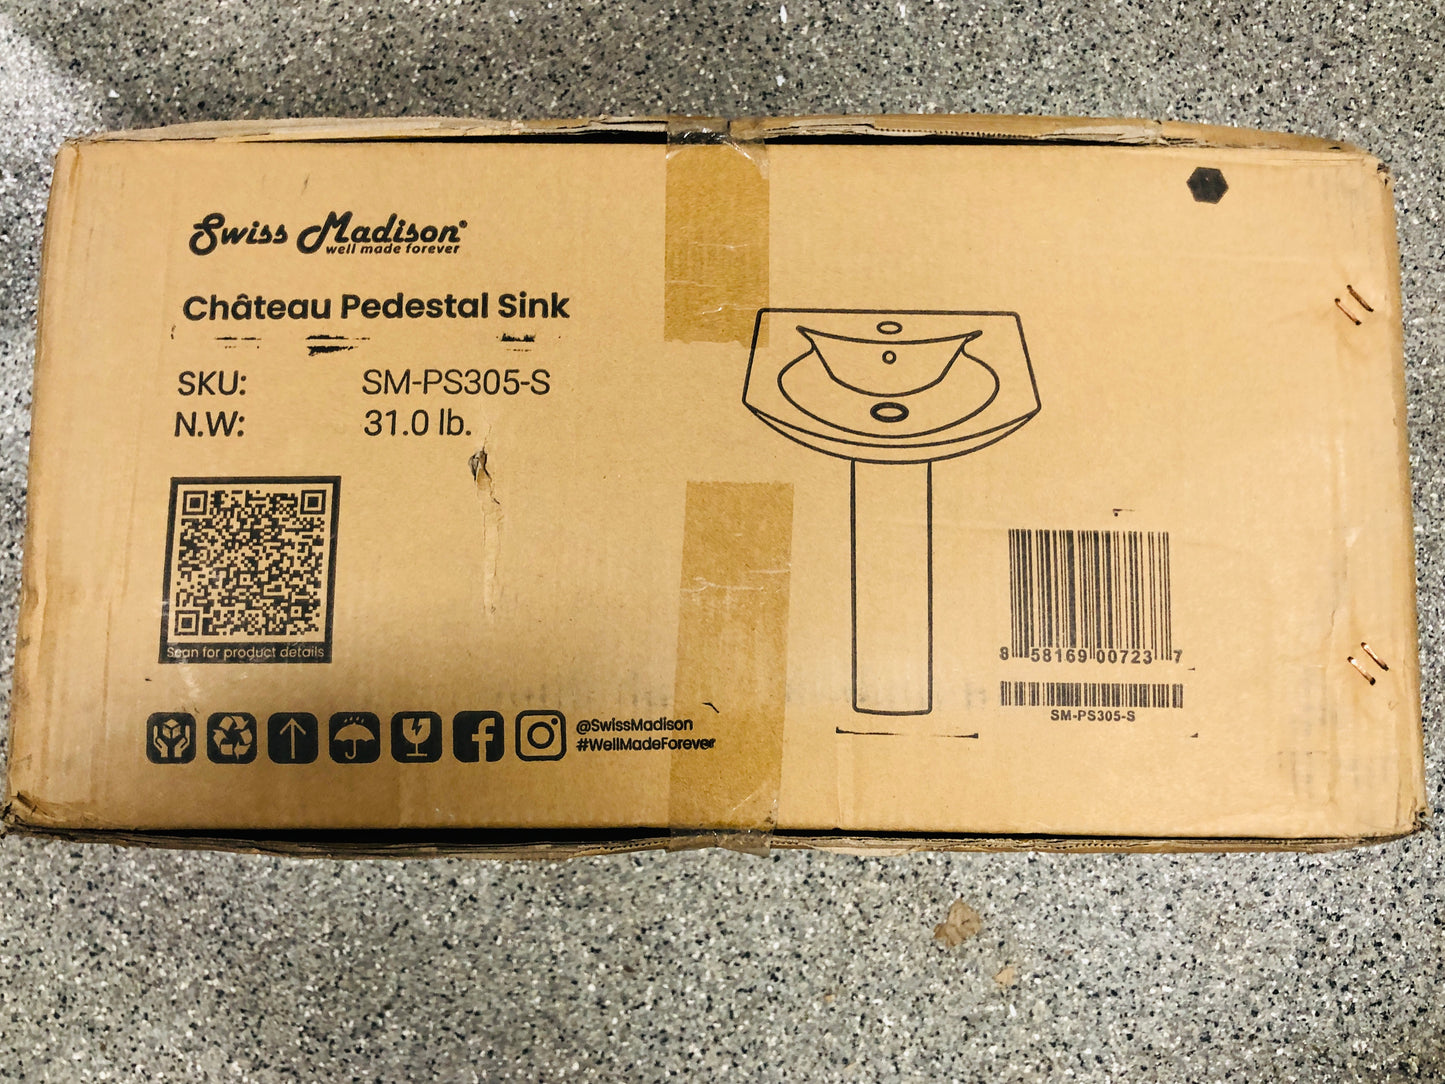 Swiss Madison®
well made forever
Château Pedestal Sink
SKU: SM-PS305-S
N.W: 31.0 lb.
Scan for product details
@SwissMadison
#WellMadeForever
8 58169 00723 7
SM-PS305-S